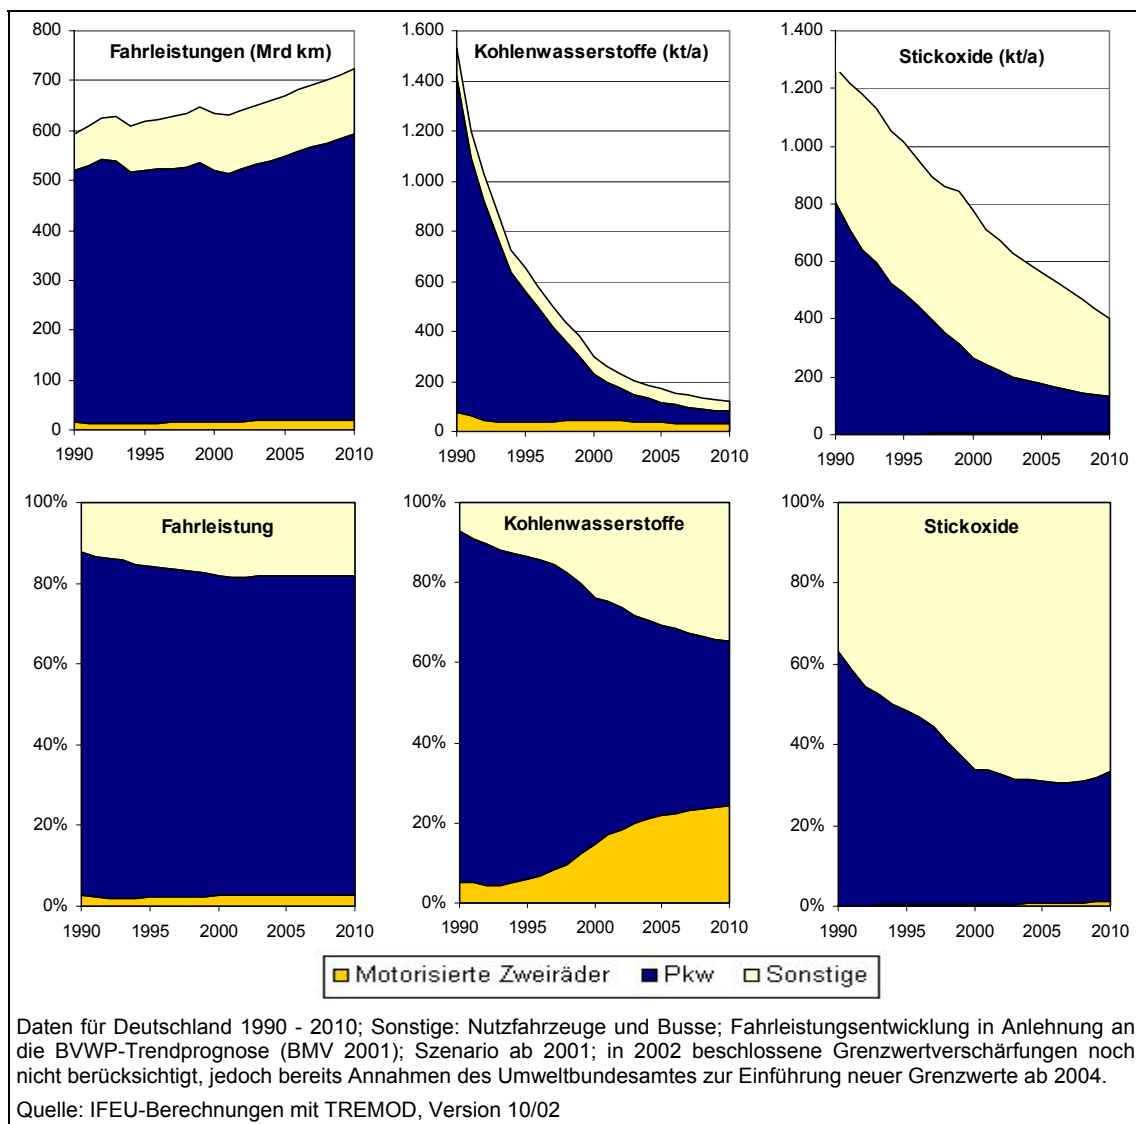 Fahrleistungen (Mrd km)
800
700
600
500
400
300
200
100
0
1990 1995 2000 2005 2010
Kohlenwasserstoffe (kt/a)
1.600
1.400
1.200
1.000
800
600
400
200
0
1990 1995 2000 2005 2010
Stickoxide (kt/a)
1.400
1.200
1.000
800
600
400
200
0
1990 1995 2000 2005 2010
Fahrleistung
100%
80%
60%
40%
20%
0%
1990 1995 2000 2005 2010
Kohlenwasserstoffe
100%
80%
60%
40%
20%
0%
1990 1995 2000 2005 2010
Stickoxide
100%
80%
60%
40%
20%
0%
1990 1995 2000 2005 2010
Motorisierte Zweiräder Pkw Sonstige
Daten für Deutschland 1990 - 2010; Sonstige: Nutzfahrzeuge und Busse; Fahrleistungsentwicklung in Anlehnung an
die BVWP-Trendprognose (BMV 2001); Szenario ab 2001; in 2002 beschlossene Grenzwertverschärfungen noch
nicht berücksichtigt, jedoch bereits Annahmen des Umweltbundesamtes zur Einführung neuer Grenzwerte ab 2004.
Quelle: IFEU-Berechnungen mit TREMOD, Version 10/02